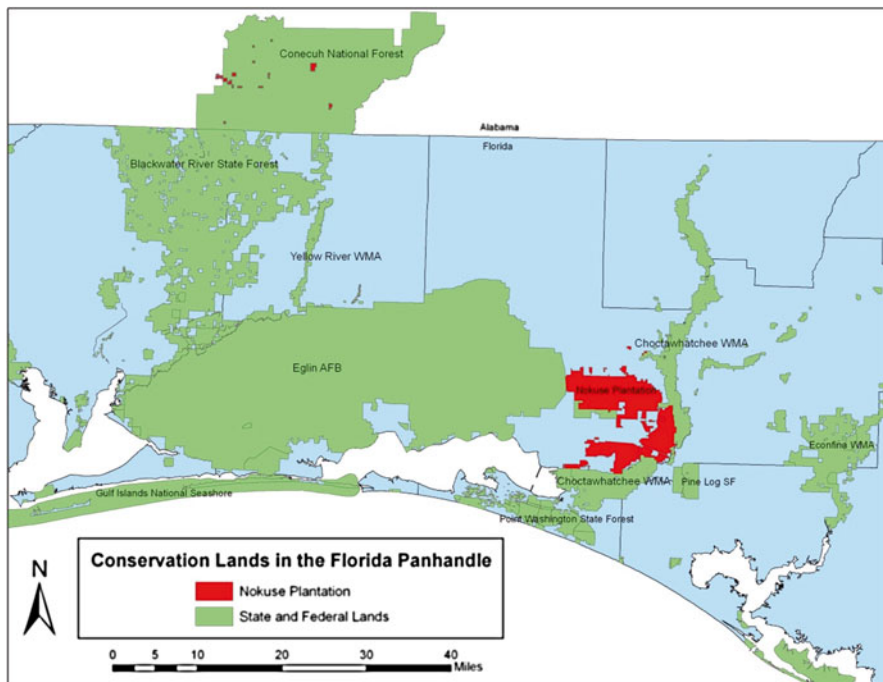 Conecuh National Forest
Alabama
Florida
Blackwater River State Forest
Yellow River WMA
Choctawhatchee WMA
Eglin AFB
Nokuse Plantation
Econfina WMA
Choctawhatchee WMA
Pine Log SF
Gulf Islands National Seashore
Point Washington State Forest
Conservation Lands in the Florida Panhandle
N
Nokuse Plantation
State and Federal Lands
0 5 10 20 30 40
Miles